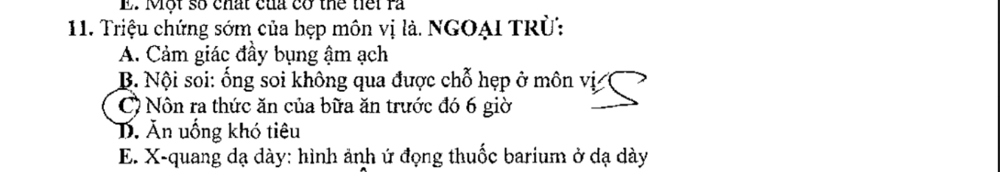 E. Một số chất của cơ thể tiết ra
11. Triệu chứng sớm của hẹp môn vị là. NGOẠI TRỪ:
A. Cảm giác đầy bụng ậm ạch
B. Nội soi: ống soi không qua được chỗ hẹp ở môn vị
C, Nôn ra thức ăn của bữa ăn trước đó 6 giờ
D. Ăn uống khó tiêu
E. X-quang dạ dày: hình ảnh ứ đọng thuốc barium ở dạ dày